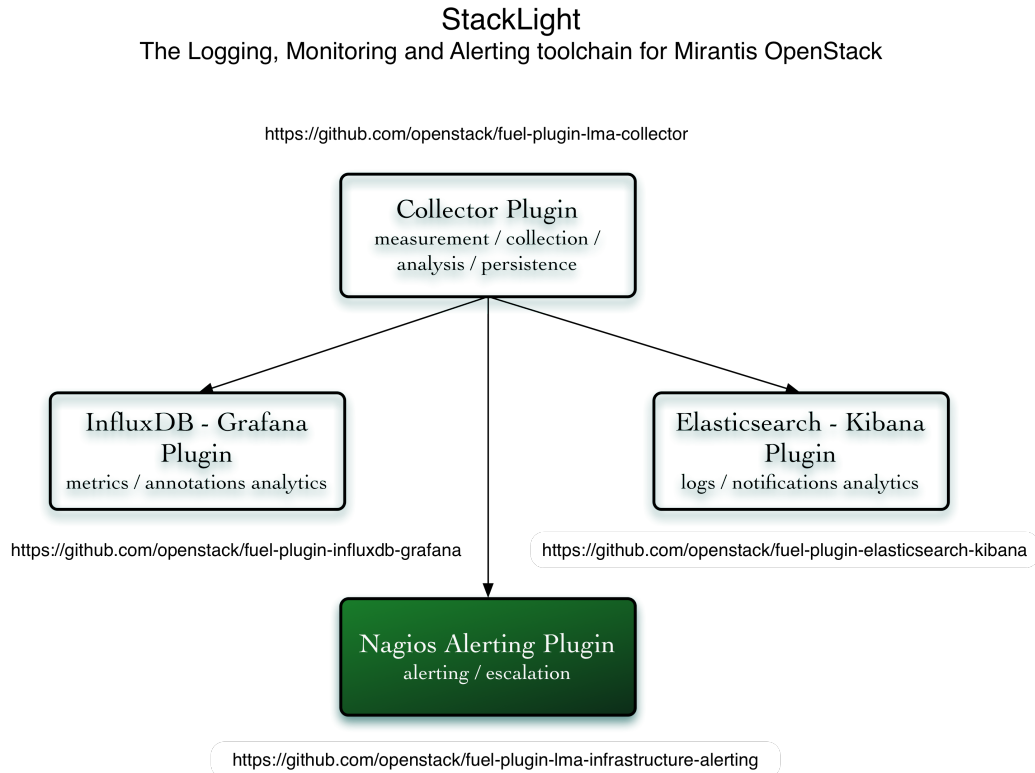 StackLight
The Logging, Monitoring and Alerting toolchain for Mirantis OpenStack
https://github.com/openstack/fuel-plugin-lma-collector
Collector Plugin
measurement / collection /
analysis / persistence
InfluxDB - Grafana
Plugin
metrics / annotations analytics
https://github.com/openstack/fuel-plugin-influxdb-grafana
Elasticsearch - Kibana
Plugin
logs / notifications analytics
https://github.com/openstack/fuel-plugin-elasticsearch-kibana
Nagios Alerting Plugin
alerting / escalation
https://github.com/openstack/fuel-plugin-lma-infrastructure-alerting